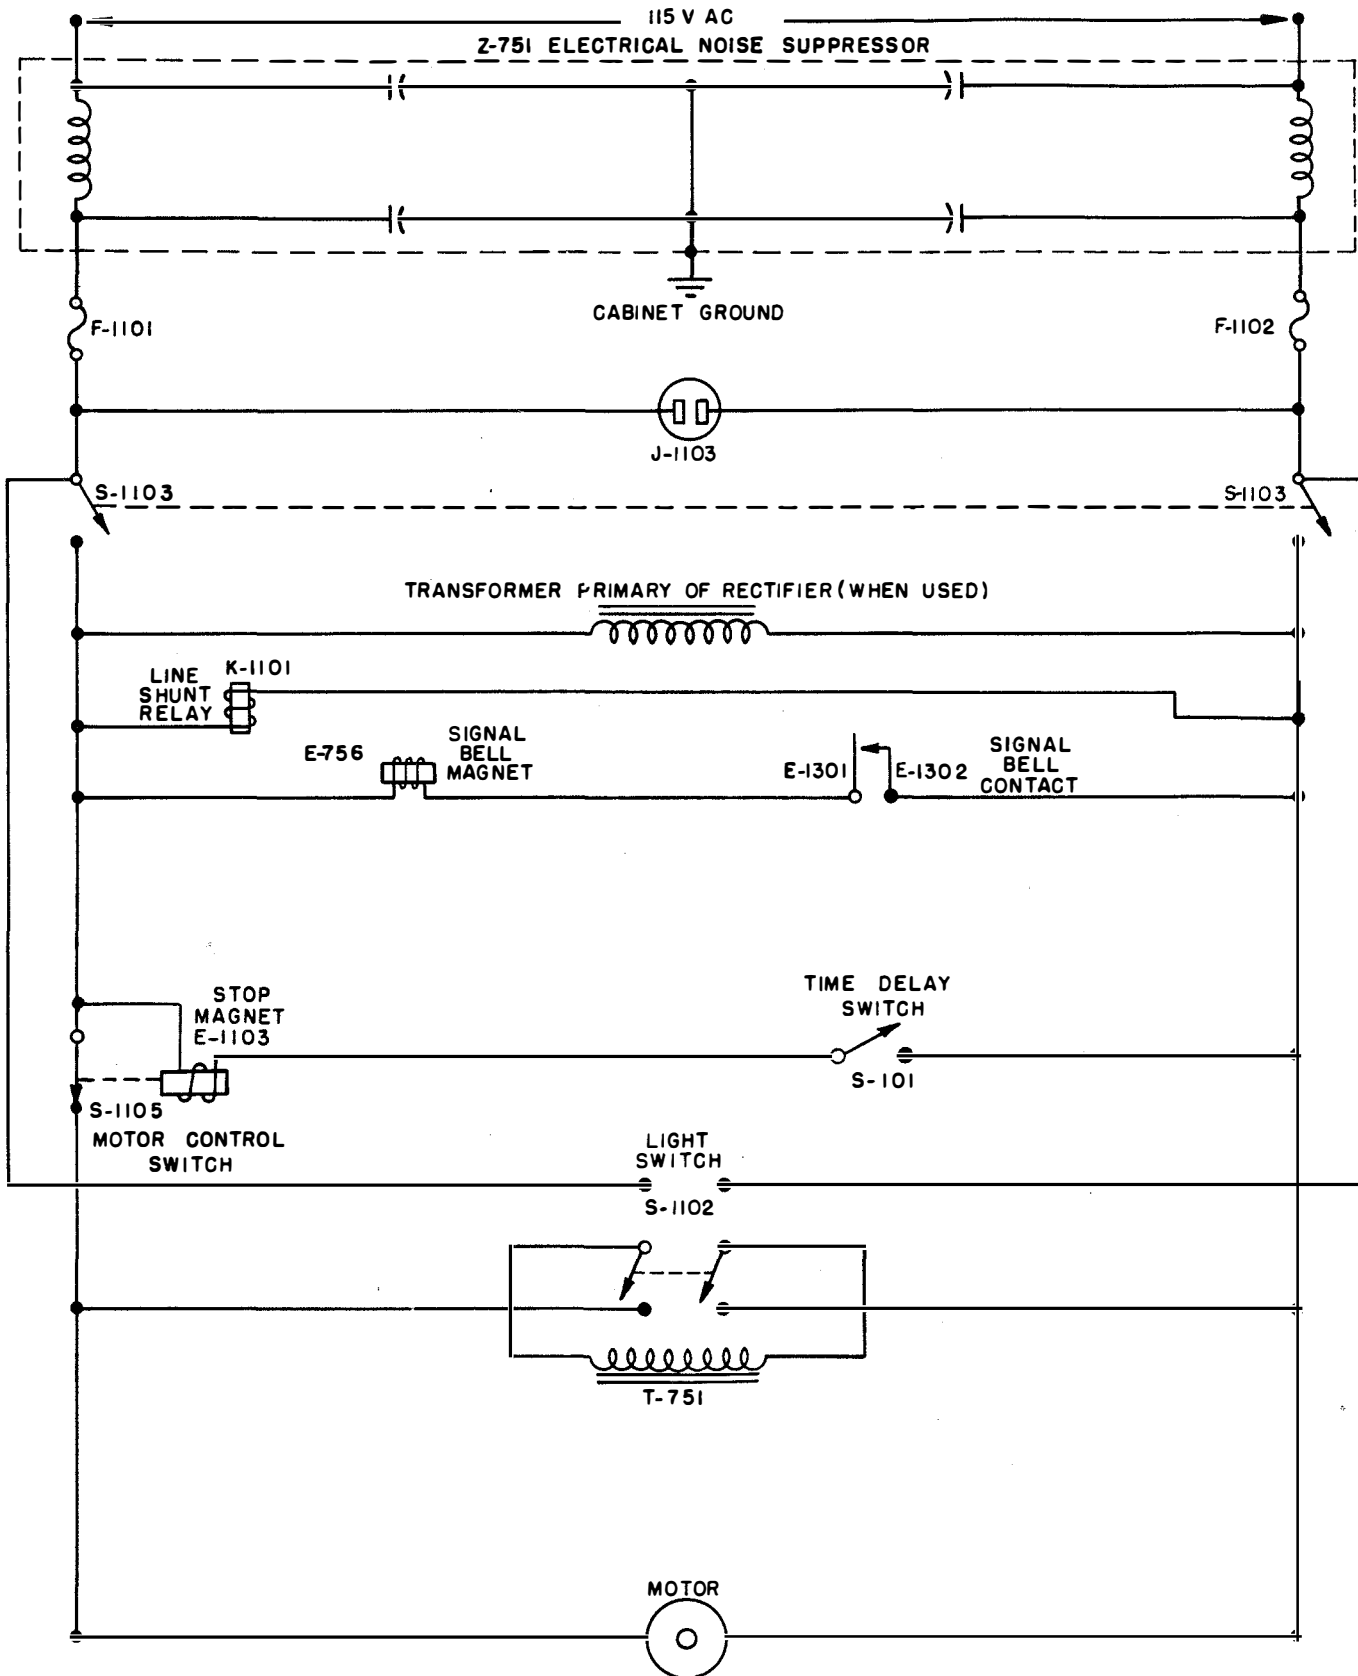 115 V AC
Z-751 ELECTRICAL NOISE SUPPRESSOR
CABINET GROUND
F-1101
F-1102
J-1103
S-1103
S-1103
TRANSFORMER PRIMARY OF RECTIFIER (WHEN USED)
LINE
SHUNT
RELAY
K-1101
E-756
SIGNAL
BELL
MAGNET
E-1301
E-1302
SIGNAL
BELL
CONTACT
STOP
MAGNET
E-1103
TIME DELAY
SWITCH
S-101
S-1105
MOTOR CONTROL
SWITCH
LIGHT
SWITCH
S-1102
T-751
MOTOR